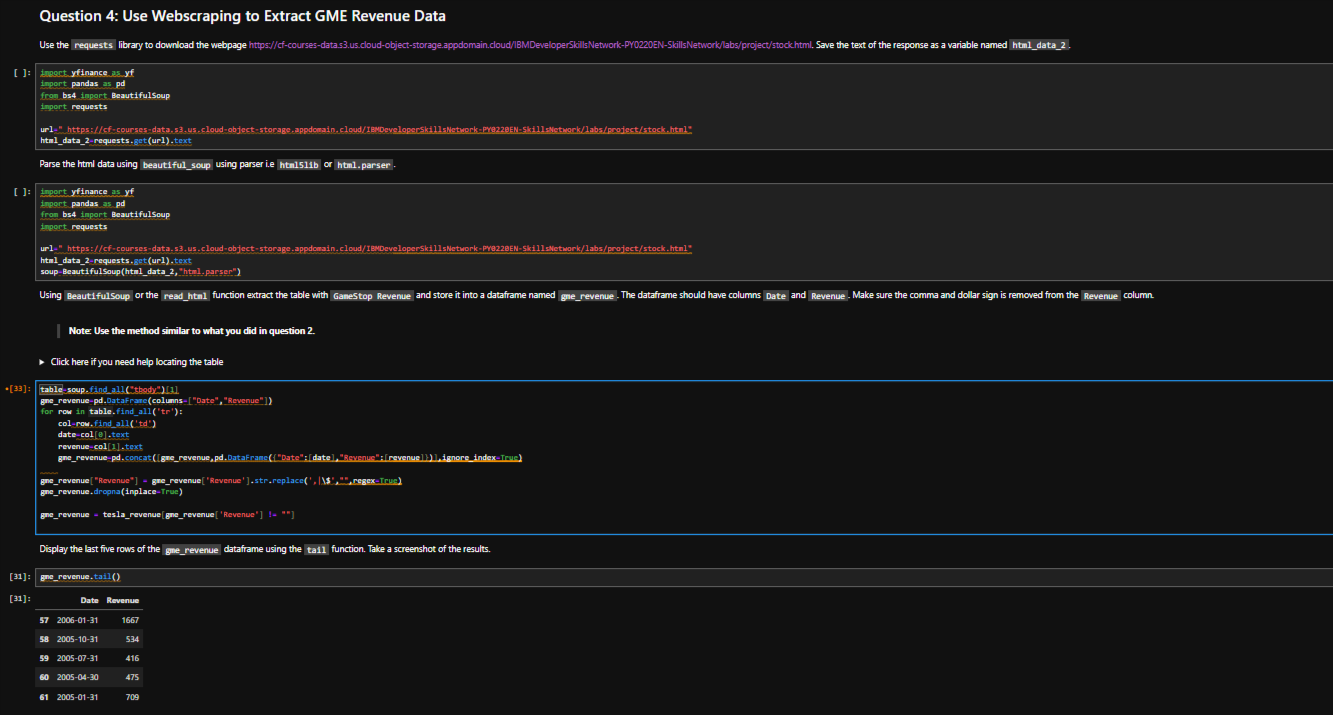 Question 4: Use Webscraping to Extract GME Revenue Data
Use the requests library to download the webpage https://cf-courses-data.s3.us.cloud-object-storage.appdomain.cloud/IBMDeveloperSkillsNetwork-PY0220EN-SkillsNetwork/labs/project/stock.html. Save the text of the response as a variable named html_data_2.
[ ]:
import yfinance as yf
import pandas as pd
from bs4 import BeautifulSoup
import requests
url=" https://cf-courses-data.s3.us.cloud-object-storage.appdomain.cloud/IBMDeveloperSkillsNetwork-PY0220EN-SkillsNetwork/labs/project/stock.html"
html_data_2=requests.get(url).text
Parse the html data using beautiful_soup using parser i.e html5lib or html.parser.
[ ]:
import yfinance as yf
import pandas as pd
from bs4 import BeautifulSoup
import requests
url=" https://cf-courses-data.s3.us.cloud-object-storage.appdomain.cloud/IBMDeveloperSkillsNetwork-PY0220EN-SkillsNetwork/labs/project/stock.html"
html_data_2=requests.get(url).text
soup=BeautifulSoup(html_data_2,"html.parser")
Using BeautifulSoup or the read_html function extract the table with GameStop Revenue and store it into a dataframe named gme_revenue. The dataframe should have columns Date and Revenue. Make sure the comma and dollar sign is removed from the Revenue column.
Note: Use the method similar to what you did in question 2.
▶ Click here if you need help locating the table
•[33]:
table=soup.find_all("tbody")[1]
gme_revenue=pd.DataFrame(columns=["Date","Revenue"])
for row in table.find_all('tr'):
    col=row.find_all('td')
    date=col[0].text
    revenue=col[1].text
    gme_revenue=pd.concat([gme_revenue,pd.DataFrame({"Date":[date],"Revenue":[revenue]})],ignore_index=True)
gme_revenue["Revenue"] = gme_revenue['Revenue'].str.replace(',|\$',"",regex=True)
gme_revenue.dropna(inplace=True)
gme_revenue = tesla_revenue[gme_revenue['Revenue'] != ""]
Display the last five rows of the gme_revenue dataframe using the tail function. Take a screenshot of the results.
[31]: gme_revenue.tail()
[31]:
Date Revenue
57 2006-01-31 1667
58 2005-10-31 534
59 2005-07-31 416
60 2005-04-30 475
61 2005-01-31 709